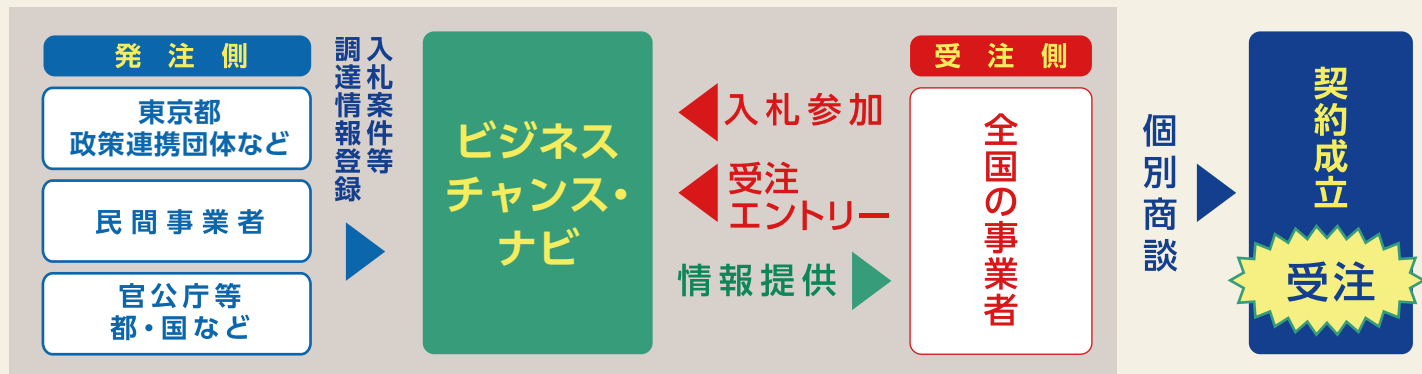 発注側
東京都
政策連携団体など
民間事業者
官公庁等
都・国など
入札案件等
調達情報登録
ビジネス
チャンス・
ナビ
入札参加
受注
エントリー
情報提供
受注側
全国の事業者
個別商談
契約成立
受注